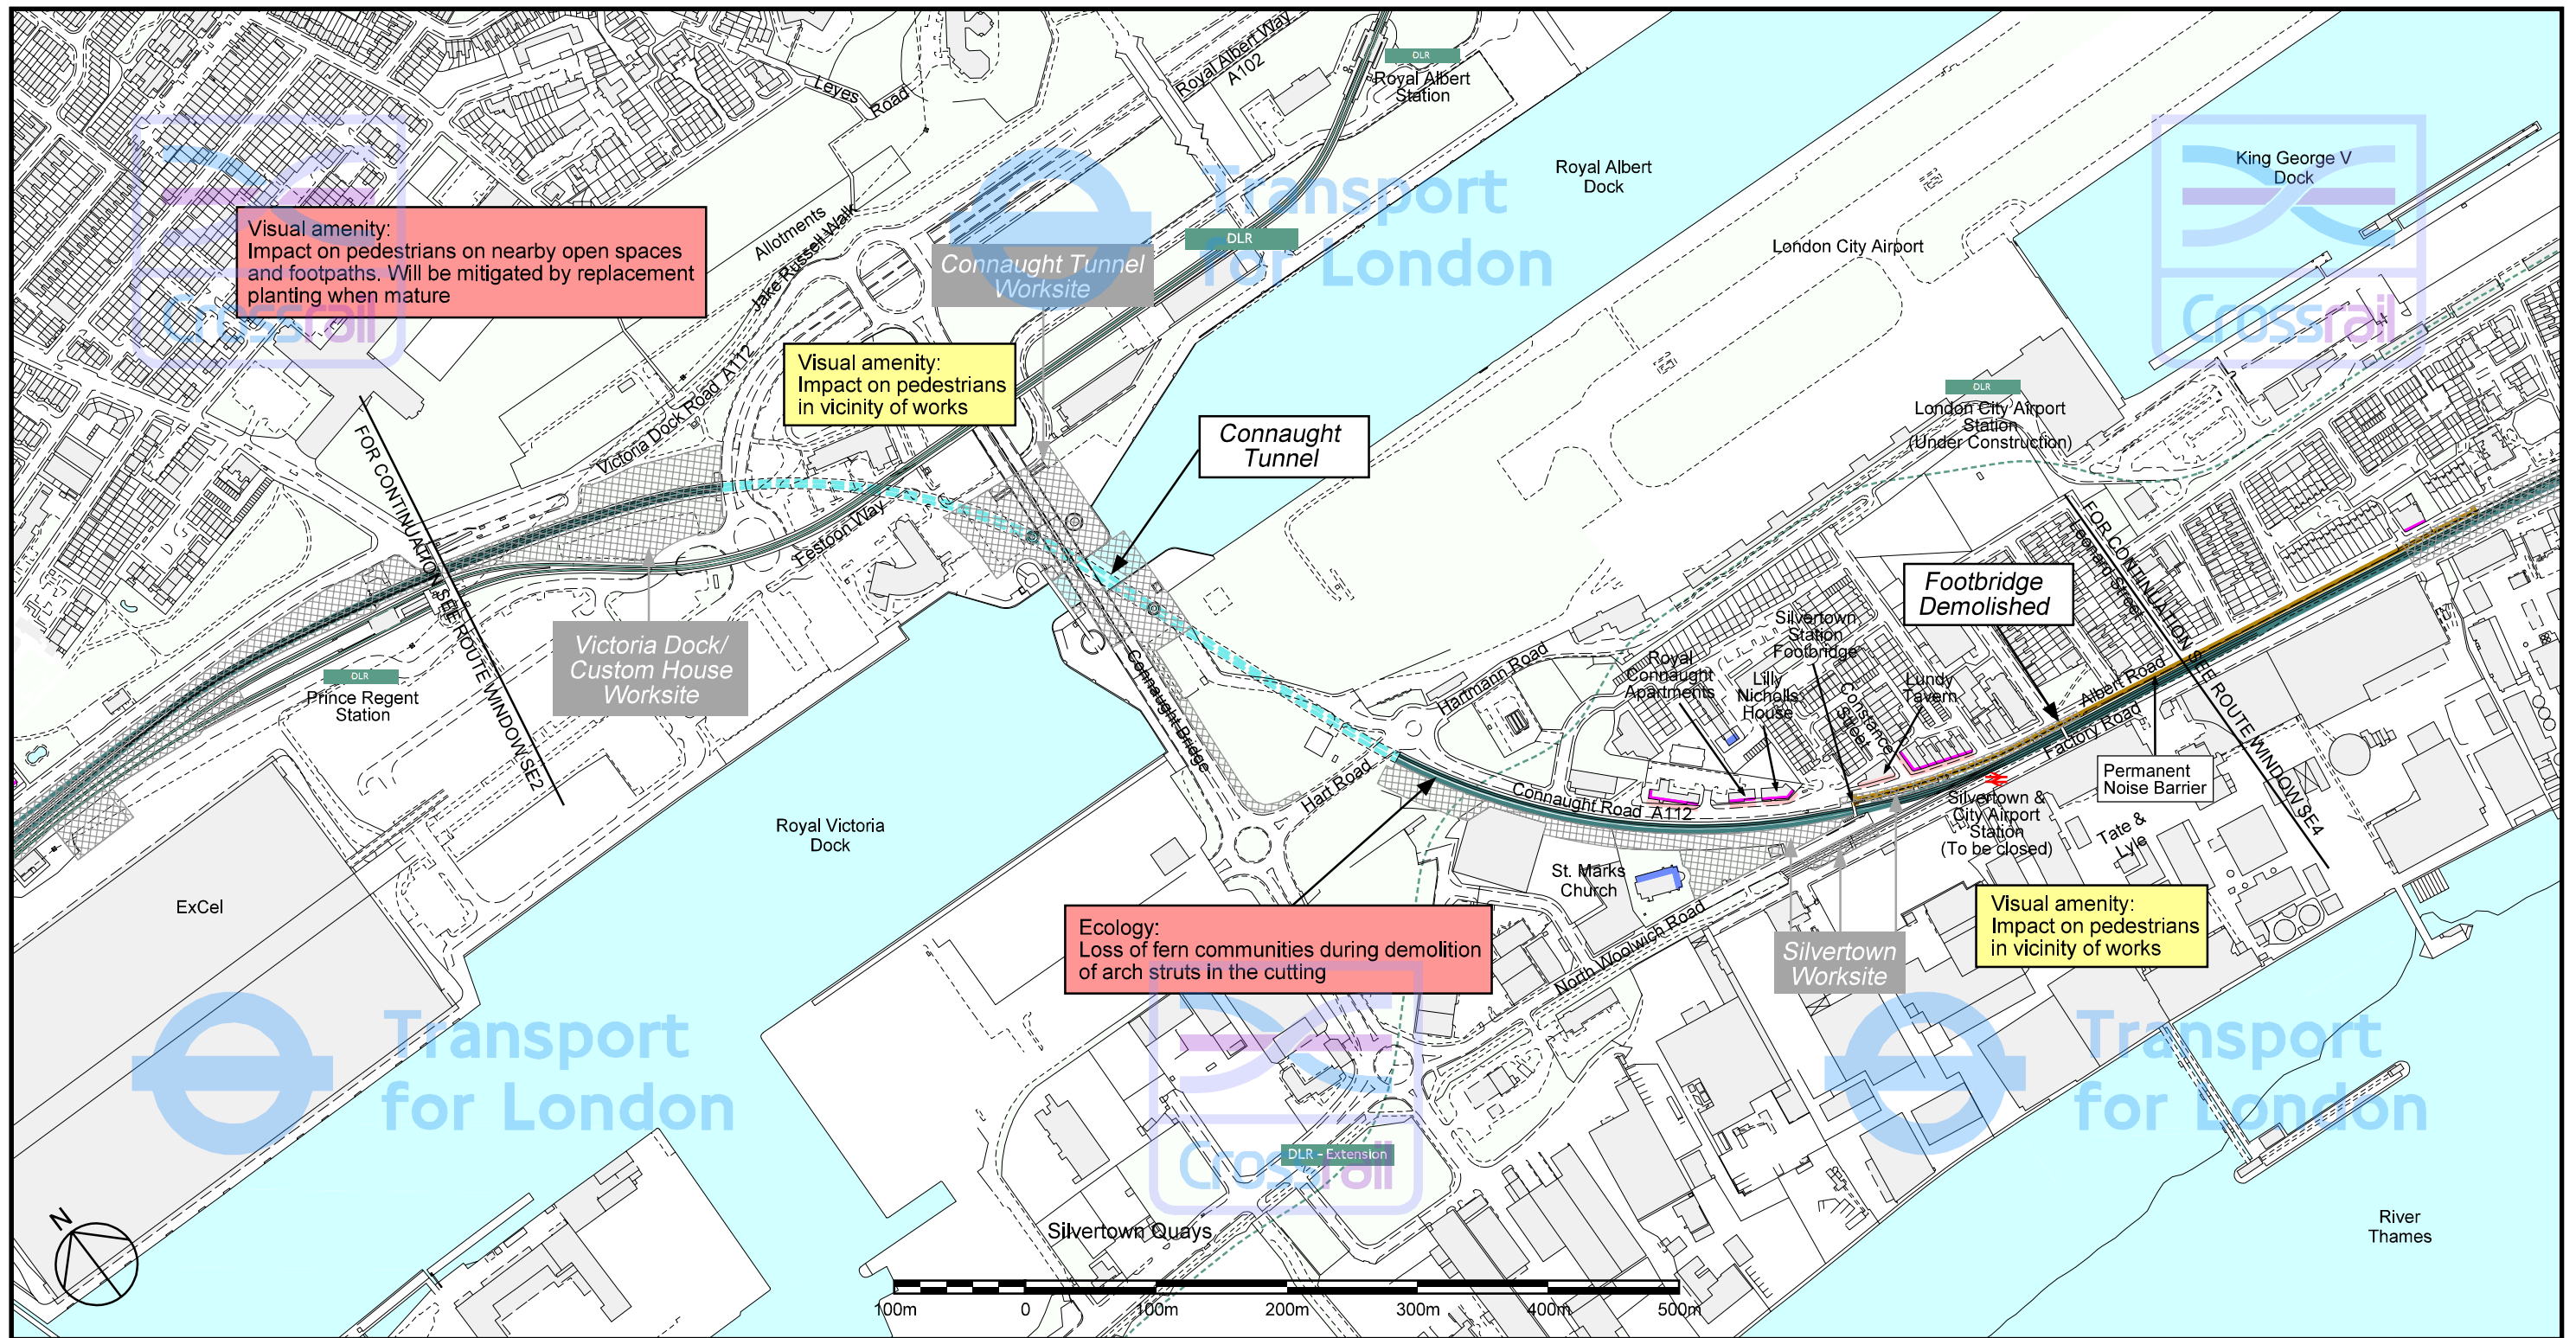 Leyes
Road
Royal Albert Way
A102
DLR
Royal Albert
Station
Royal Albert
Dock
King George V
Dock
Transport
for London
Crossrail
Crossrail
Visual amenity:
Impact on pedestrians on nearby open spaces
and footpaths. Will be mitigated by replacement
planting when mature
Allotments
Jake Russell Walk
Connaught Tunnel
Worksite
DLR
London City Airport
Visual amenity:
Impact on pedestrians
in vicinity of works
Victoria Dock Road A112
Connaught
Tunnel
DLR
London City Airport
Station
(Under Construction)
FOR CONTINUATION SEE ROUTE WINDOW SE2
Festoon Way
Victoria Dock/
Custom House
Worksite
DLR
Prince Regent
Station
Connaught Bridge
Hartmann Road
Hart Road
Connaught Road A112
Royal
Connaught
Apartments
Lilly
Nicholls
House
Silvertown
Station
Footbridge
Constance
Street
Lundy
Tavern
Footbridge
Demolished
Leonard Street
FOR CONTINUATION SEE ROUTE WINDOW SE4
Albert Road
Factory Road
Permanent
Noise Barrier
Silvertown &
City Airport
Station
(To be closed)
Tate &
Lyle
Royal Victoria
Dock
ExCel
St. Marks
Church
Ecology:
Loss of fern communities during demolition
of arch struts in the cutting
North Woolwich Road
Silvertown
Worksite
Visual amenity:
Impact on pedestrians
in vicinity of works
Transport
for London
Crossrail
Transport
for London
DLR - Extension
Silvertown Quays
River
Thames
N
100m 0 100m 200m 300m 400m 500m